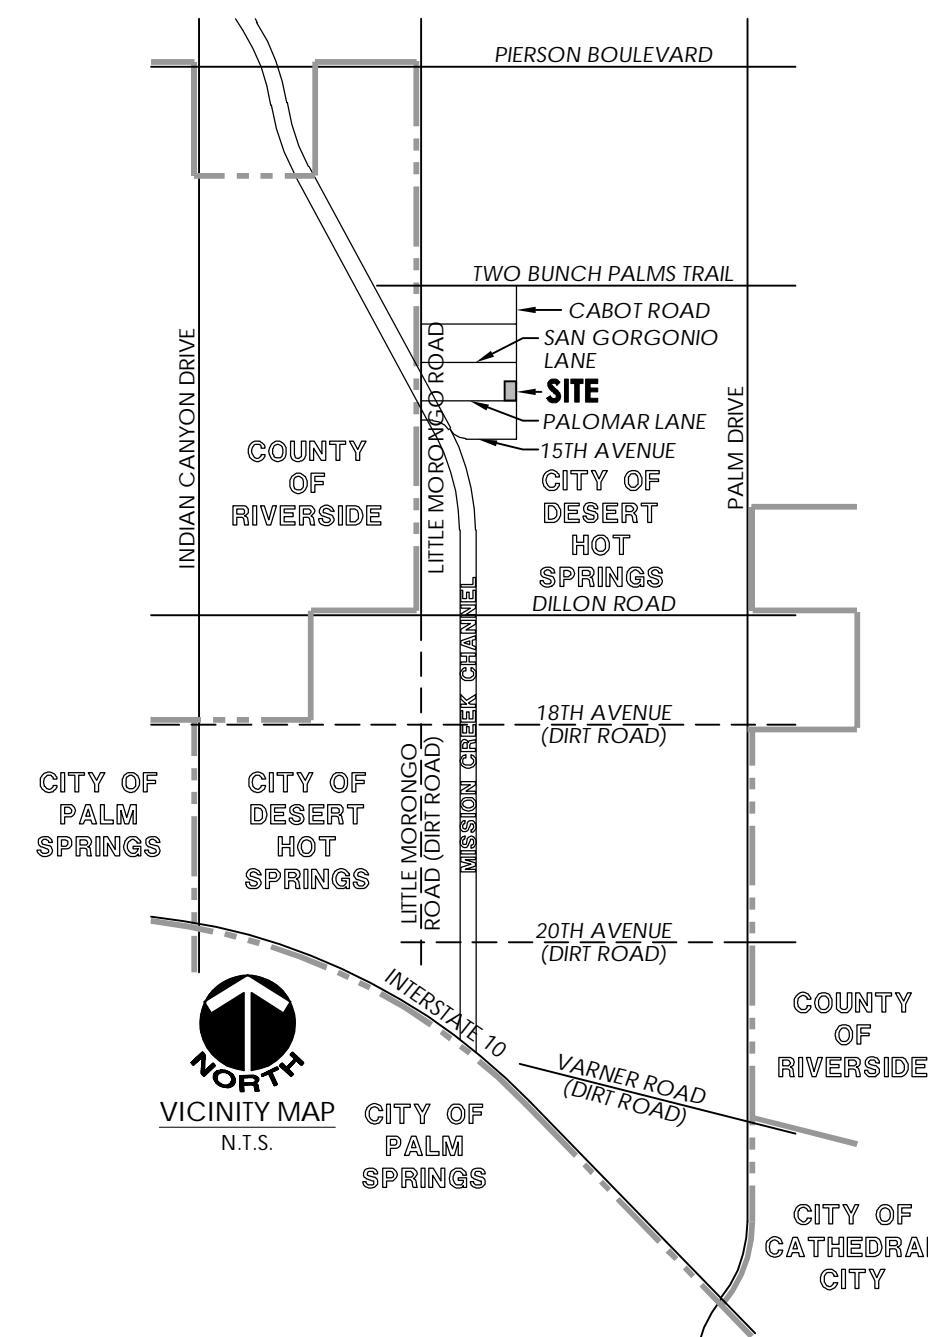 PIERSON BOULEVARD
TWO BUNCH PALMS TRAIL
CABOT ROAD
SAN GORGONIO
LANE
SITE
PALOMAR LANE
15TH AVENUE
INDIAN CANYON DRIVE
LITTLE MORONGO ROAD
PALM DRIVE
COUNTY
OF
RIVERSIDE
CITY OF
DESERT
HOT
SPRINGS
DILLON ROAD
MISSION CREEK CHANNEL
18TH AVENUE
(DIRT ROAD)
LITTLE MORONGO
ROAD (DIRT ROAD)
CITY OF
PALM
SPRINGS
CITY OF
DESERT
HOT
SPRINGS
20TH AVENUE
(DIRT ROAD)
INTERSTATE 10
VARNER ROAD
(DIRT ROAD)
COUNTY
OF
RIVERSIDE
NORTH
VICINITY MAP
N.T.S.
CITY OF
PALM
SPRINGS
CITY OF
CATHEDRAL
CITY